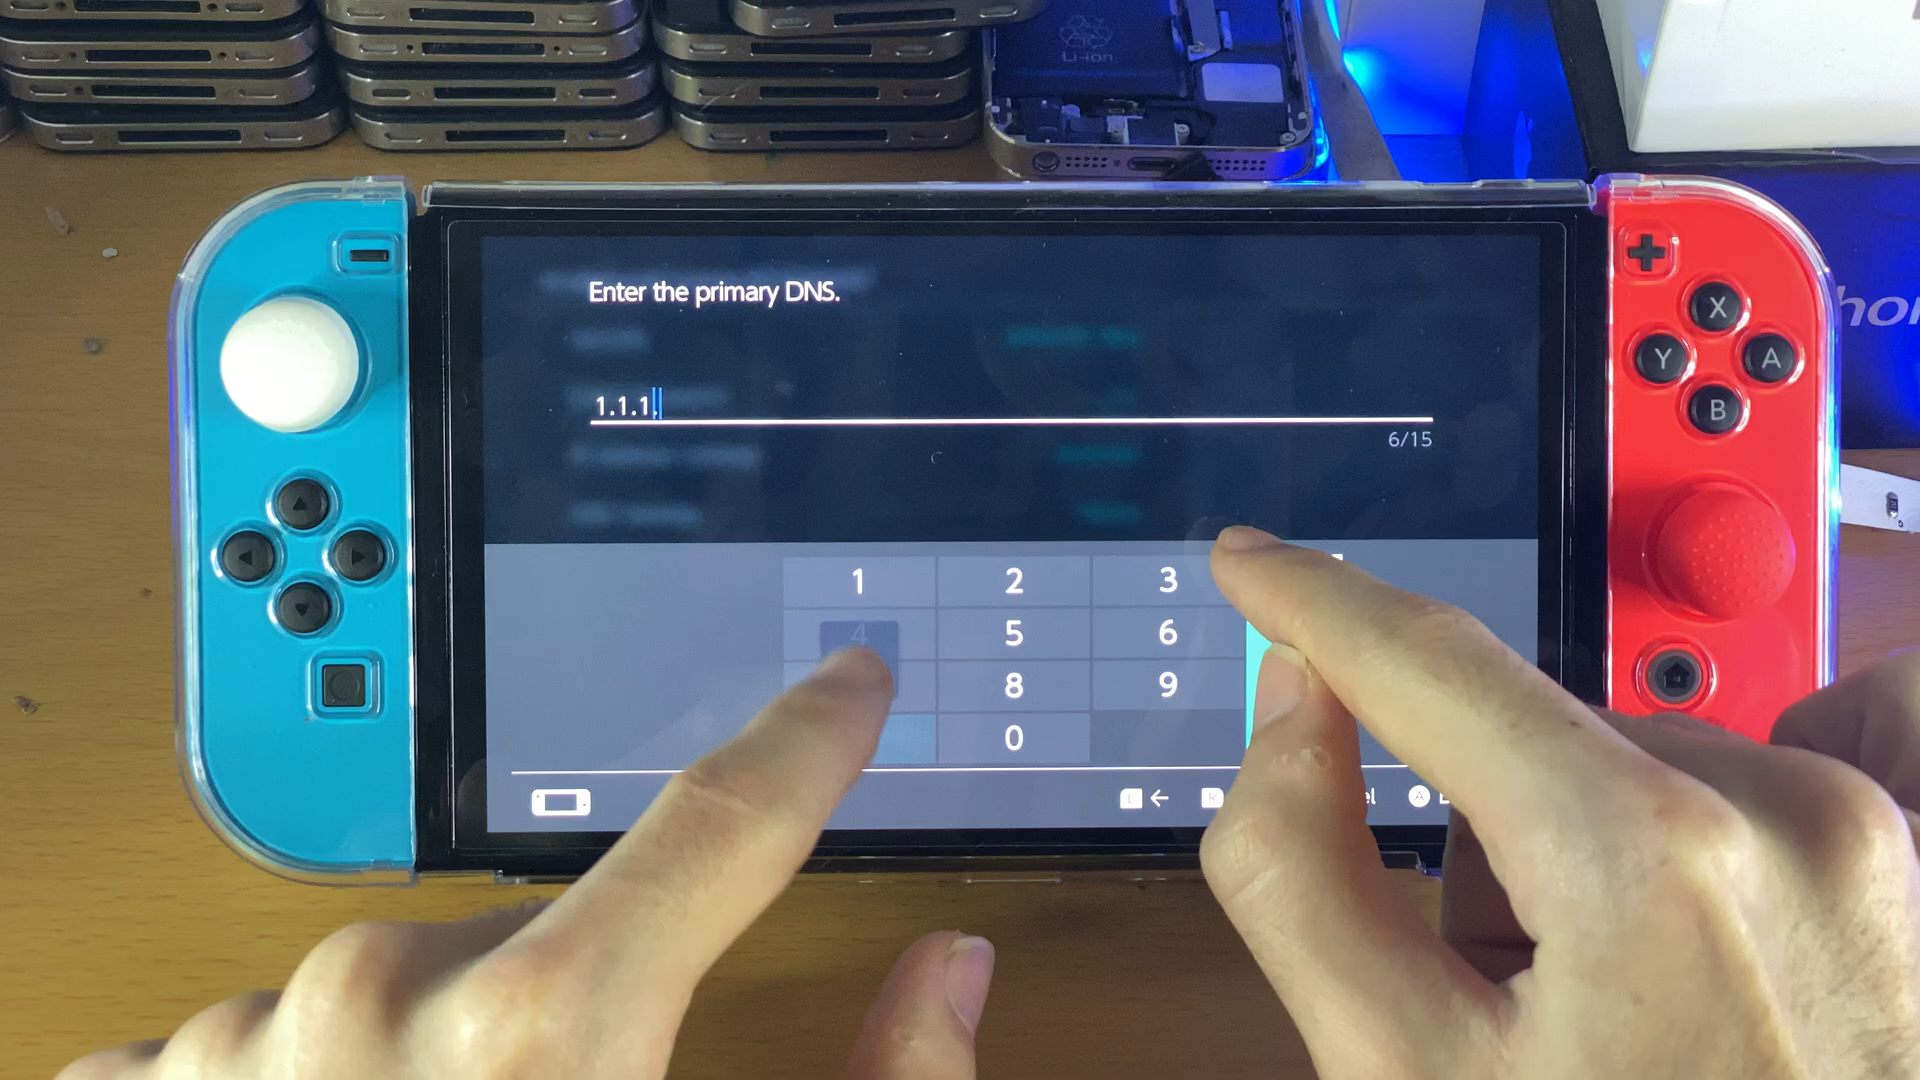 Li-ion
Enter the primary DNS.
1.1.1.
6/15
1 2 3
4 5 6
8 9
0
L ← R
A
X
Y A
B